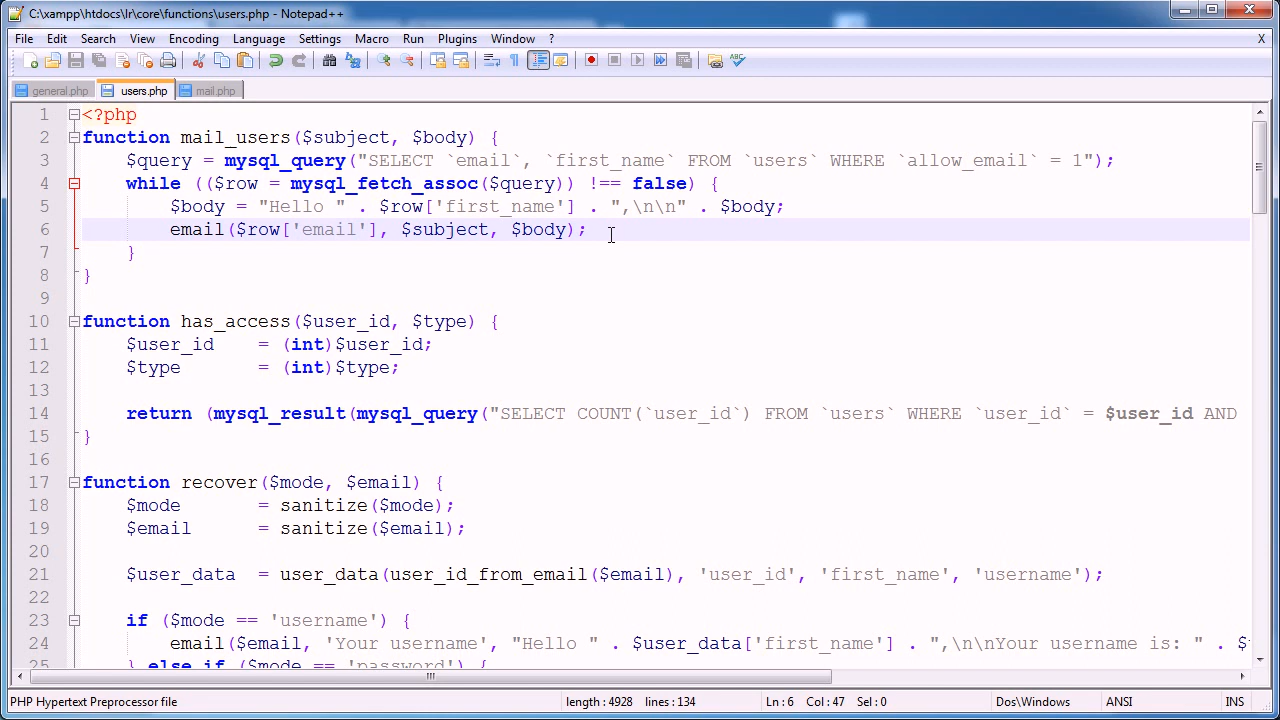 C:\xampp\htdocs\lr\core\functions\users.php - Notepad++
File Edit Search View Encoding Language Settings Macro Run Plugins Window ? X
general.php users.php mail.php
1 <?php
2 function mail_users($subject, $body) {
3 $query = mysql_query("SELECT `email`, `first_name` FROM `users` WHERE `allow_email` = 1");
4 while (($row = mysql_fetch_assoc($query)) !== false) {
5 $body = "Hello " . $row['first_name'] . ",\n\n" . $body;
6 email($row['email'], $subject, $body);
7 }
8 }
9
10 function has_access($user_id, $type) {
11 $user_id = (int)$user_id;
12 $type = (int)$type;
13
14 return (mysql_result(mysql_query("SELECT COUNT(`user_id`) FROM `users` WHERE `user_id` = $user_id AND
15 }
16
17 function recover($mode, $email) {
18 $mode = sanitize($mode);
19 $email = sanitize($email);
20
21 $user_data = user_data(user_id_from_email($email), 'user_id', 'first_name', 'username');
22
23 if ($mode == 'username') {
24 email($email, 'Your username', "Hello " . $user_data['first_name'] . ",\n\nYour username is: " . $
25 } else if ($mode == 'password') {
PHP Hypertext Preprocessor file length : 4928 lines : 134 Ln : 6 Col : 47 Sel : 0 Dos\Windows ANSI INS